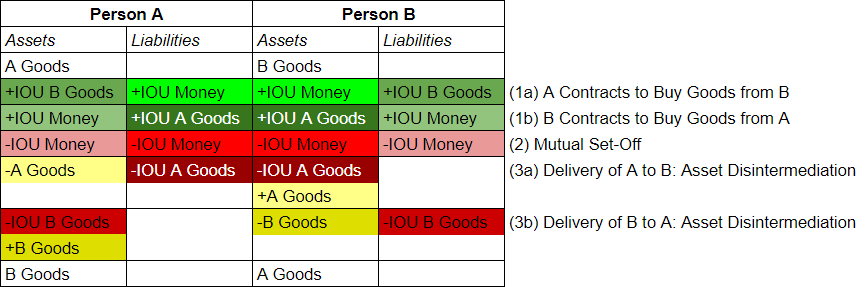 Person A Person B
Assets Liabilities Assets Liabilities
A Goods B Goods
+IOU B Goods +IOU Money +IOU Money +IOU B Goods (1a) A Contracts to Buy Goods from B
+IOU Money +IOU A Goods +IOU A Goods +IOU Money (1b) B Contracts to Buy Goods from A
-IOU Money -IOU Money -IOU Money -IOU Money (2) Mutual Set-Off
-A Goods -IOU A Goods -IOU A Goods (3a) Delivery of A to B: Asset Disintermediation
+A Goods
-IOU B Goods -B Goods -IOU B Goods (3b) Delivery of B to A: Asset Disintermediation
+B Goods
B Goods A Goods